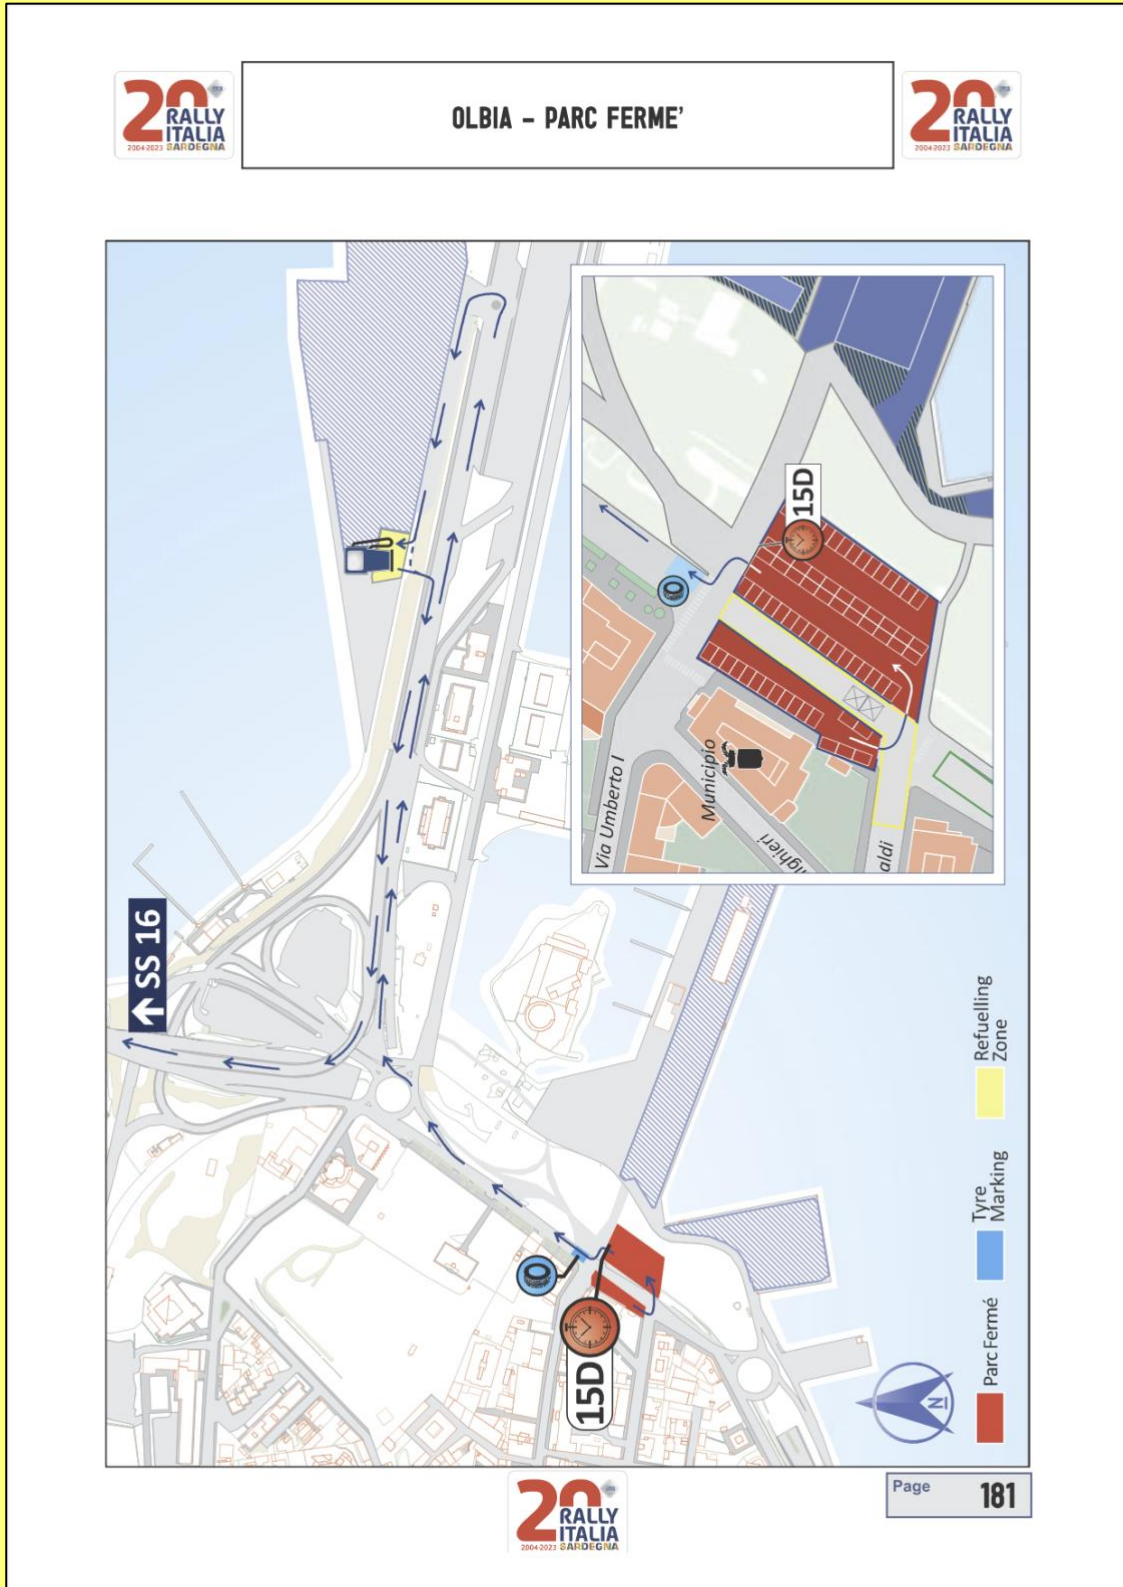 20
RALLY
ITALIA
2004-2023 SARDEGNA
OLBIA – PARC FERME'
20
RALLY
ITALIA
2004-2023 SARDEGNA
SS 16
15D
Via Umberto I
Municipio
nghieri
aldi
15D
N
Parc Fermé
Tyre
Marking
Refuelling
Zone
20
RALLY
ITALIA
2004-2023 SARDEGNA
Page 181